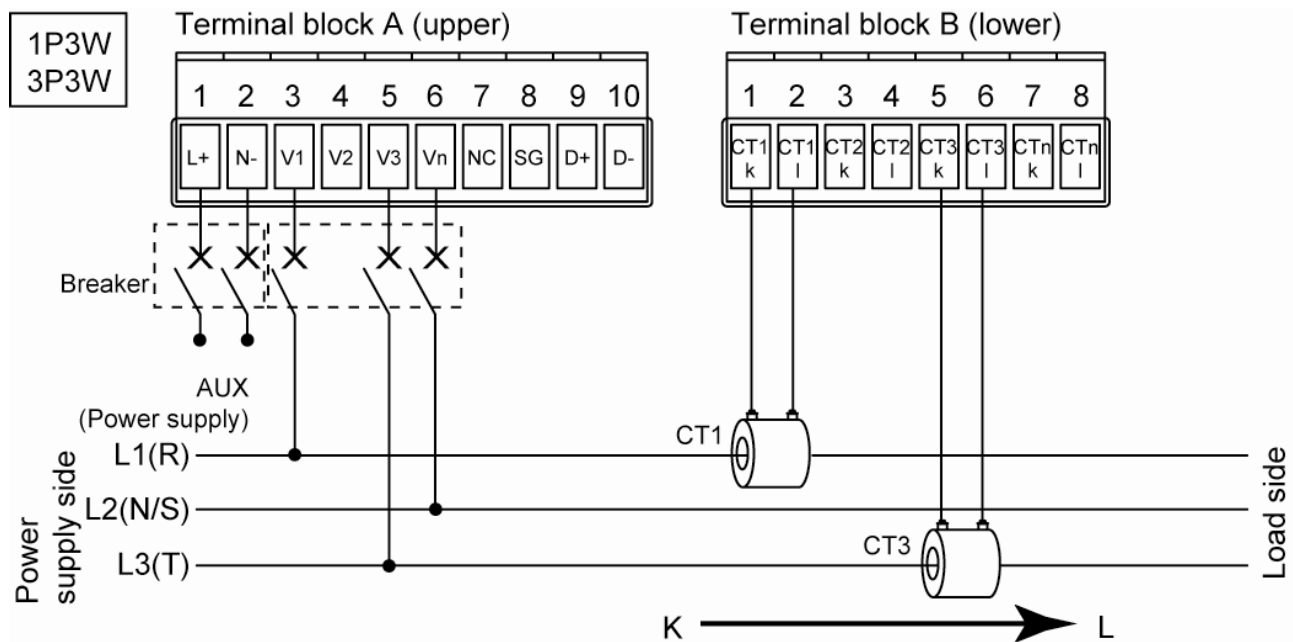 1P3W
3P3W
Terminal block A (upper)
1 2 3 4 5 6 7 8 9 10
L+ N- V1 V2 V3 Vn NC SG D+ D-
Terminal block B (lower)
1 2 3 4 5 6 7 8
CT1 CT1 CT2 CT2 CT3 CT3 CTn CTn
k l k l k l k l
Breaker
AUX
(Power supply)
Power
supply side
L1(R)
L2(N/S)
L3(T)
CT1
CT3
Load side
K L